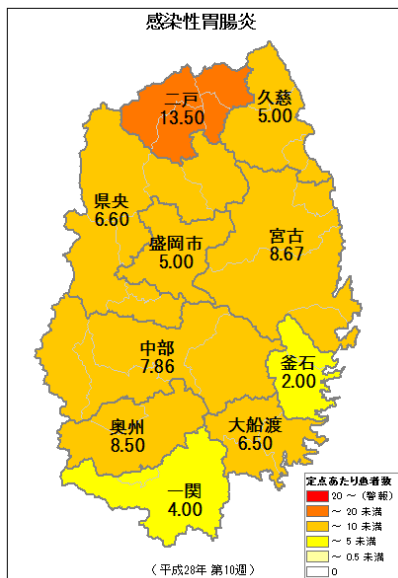 感染性胃腸炎
二戸
13.50
久慈
5.00
県央
6.60
盛岡市
5.00
宮古
8.67
中部
7.86
釜石
2.00
奥州
8.50
大船渡
6.50
一関
4.00
定点あたり患者数
20 ～ (警報)
～ 20 未満
～ 10 未満
～ 5 未満
～ 0.5 未満
0
(平成28年 第10週)